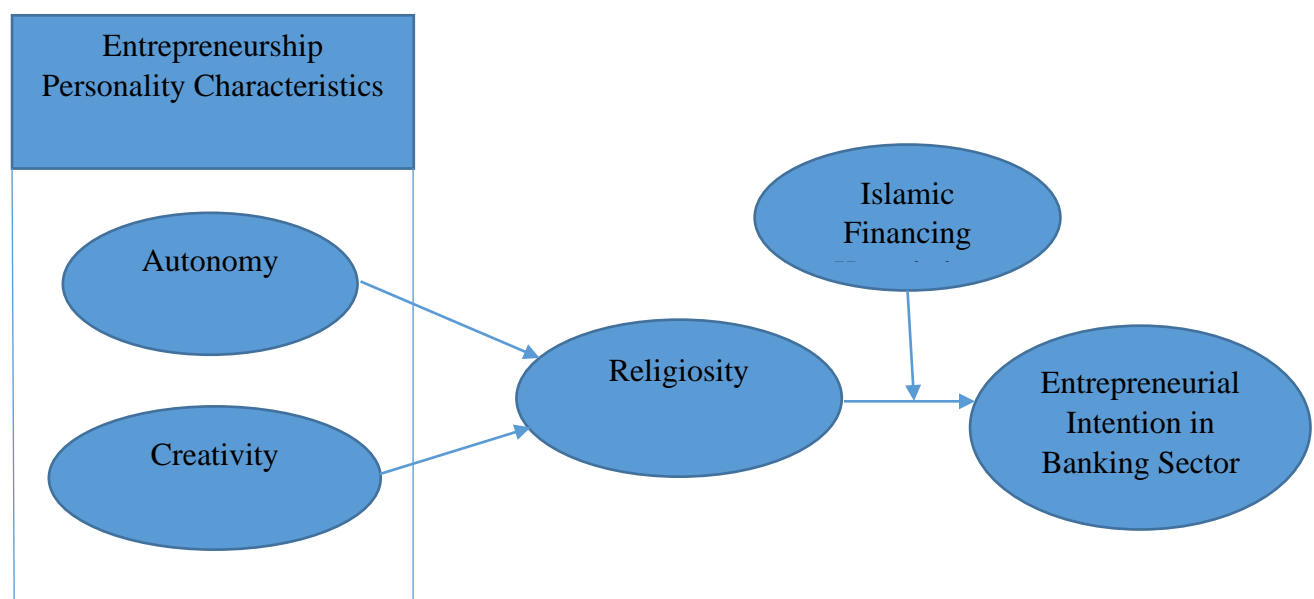 Entrepreneurship
Personality Characteristics
Autonomy
Creativity
Religiosity
Islamic
Financing
Entrepreneurial
Intention in
Banking Sector